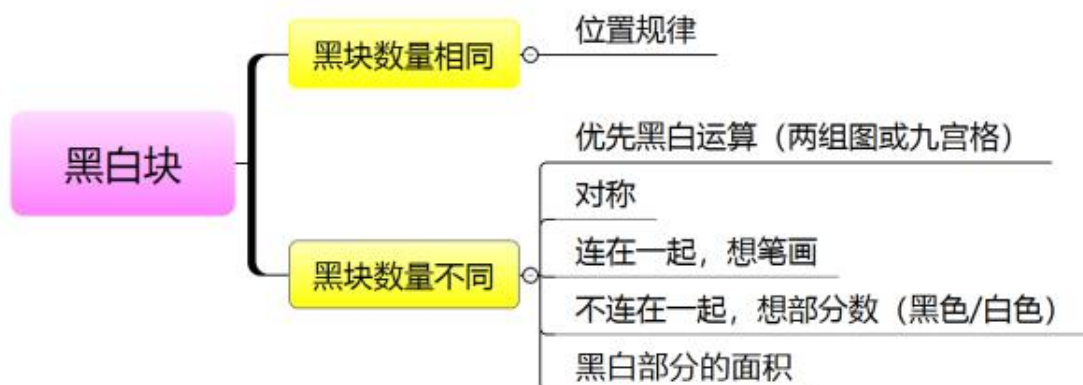 黑白块
黑块数量相同
位置规律
黑块数量不同
优先黑白运算（两组图或九宫格）
对称
连在一起，想笔画
不连在一起，想部分数（黑色/白色）
黑白部分的面积